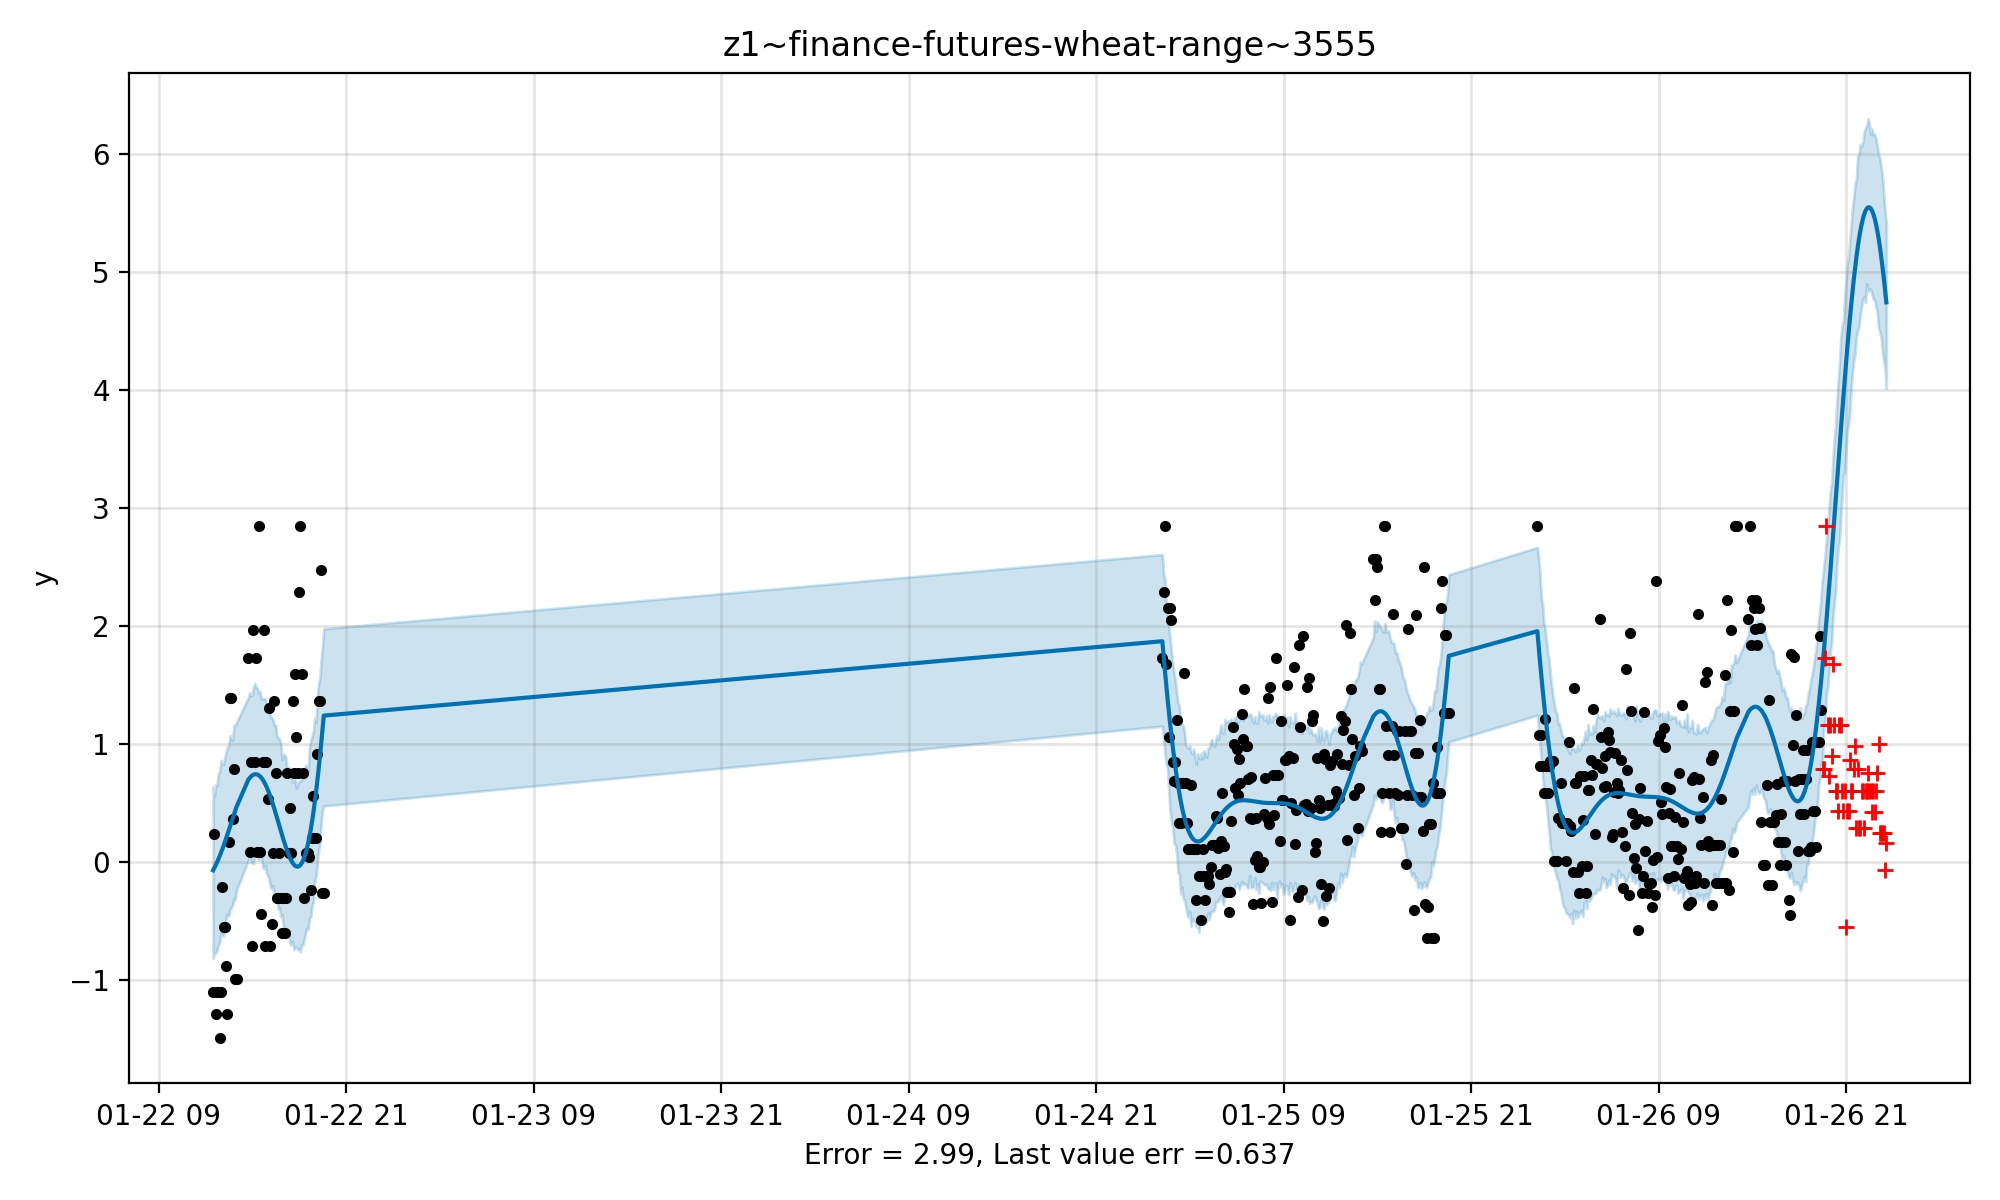 z1~finance-futures-wheat-range~3555
6
5
4
3
2
1
0
−1
y
01-22 09 01-22 21 01-23 09 01-23 21 01-24 09 01-24 21 01-25 09 01-25 21 01-26 09 01-26 21
Error = 2.99, Last value err =0.637